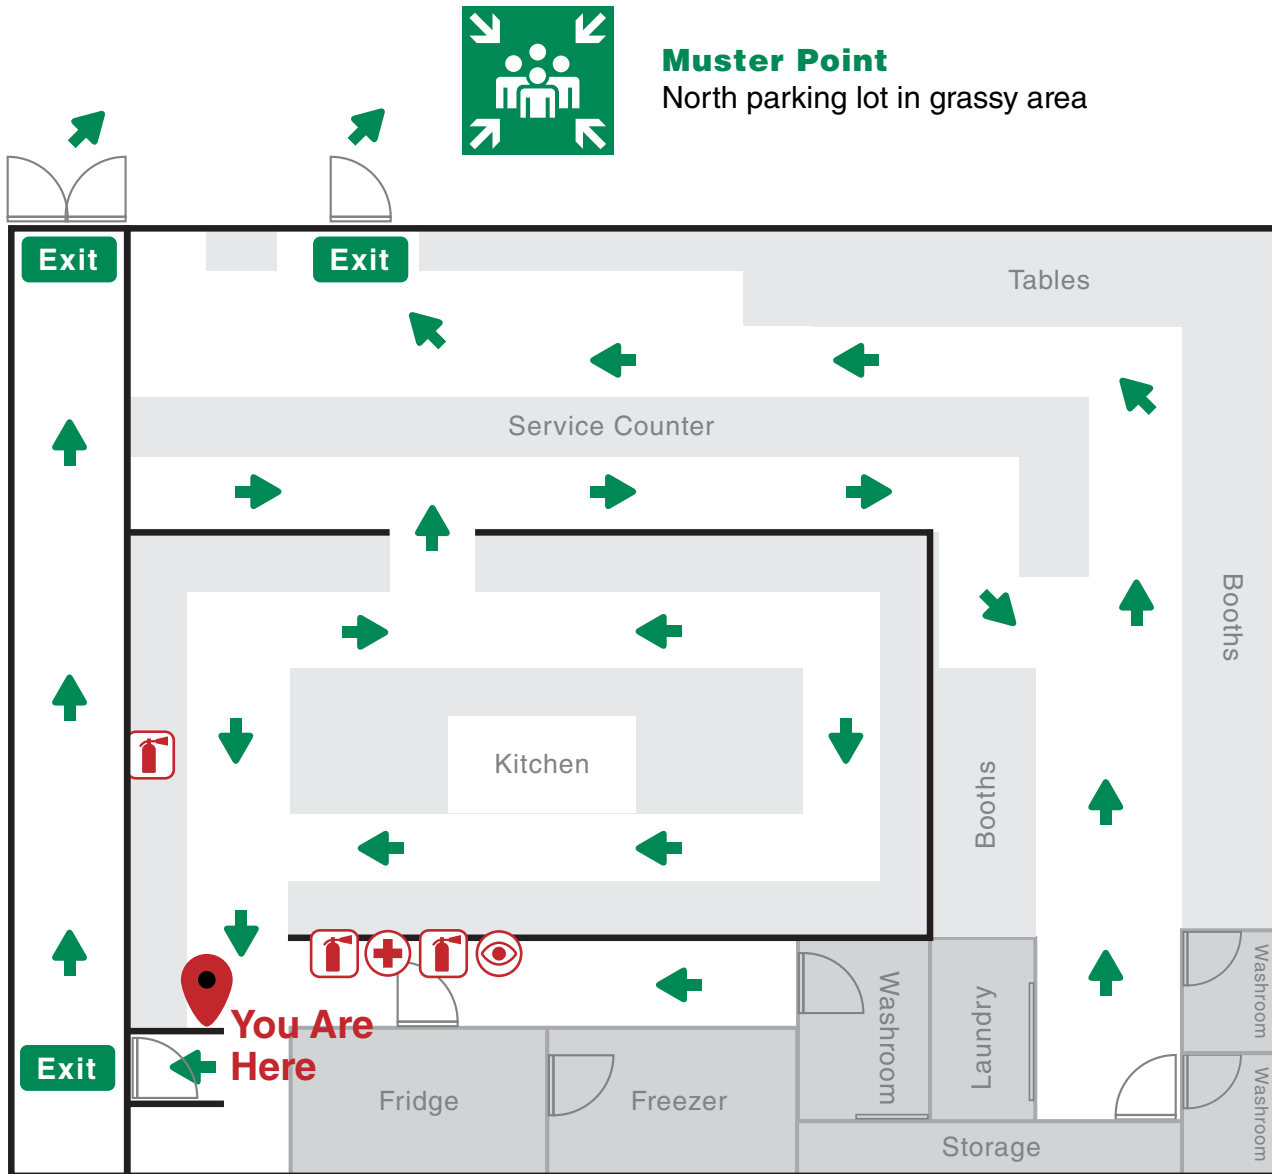 Muster Point
North parking lot in grassy area
Exit
Exit
Tables
Service Counter
Booths
Kitchen
Booths
You Are
Here
Exit
Fridge
Freezer
Washroom
Laundry
Washroom
Washroom
Storage